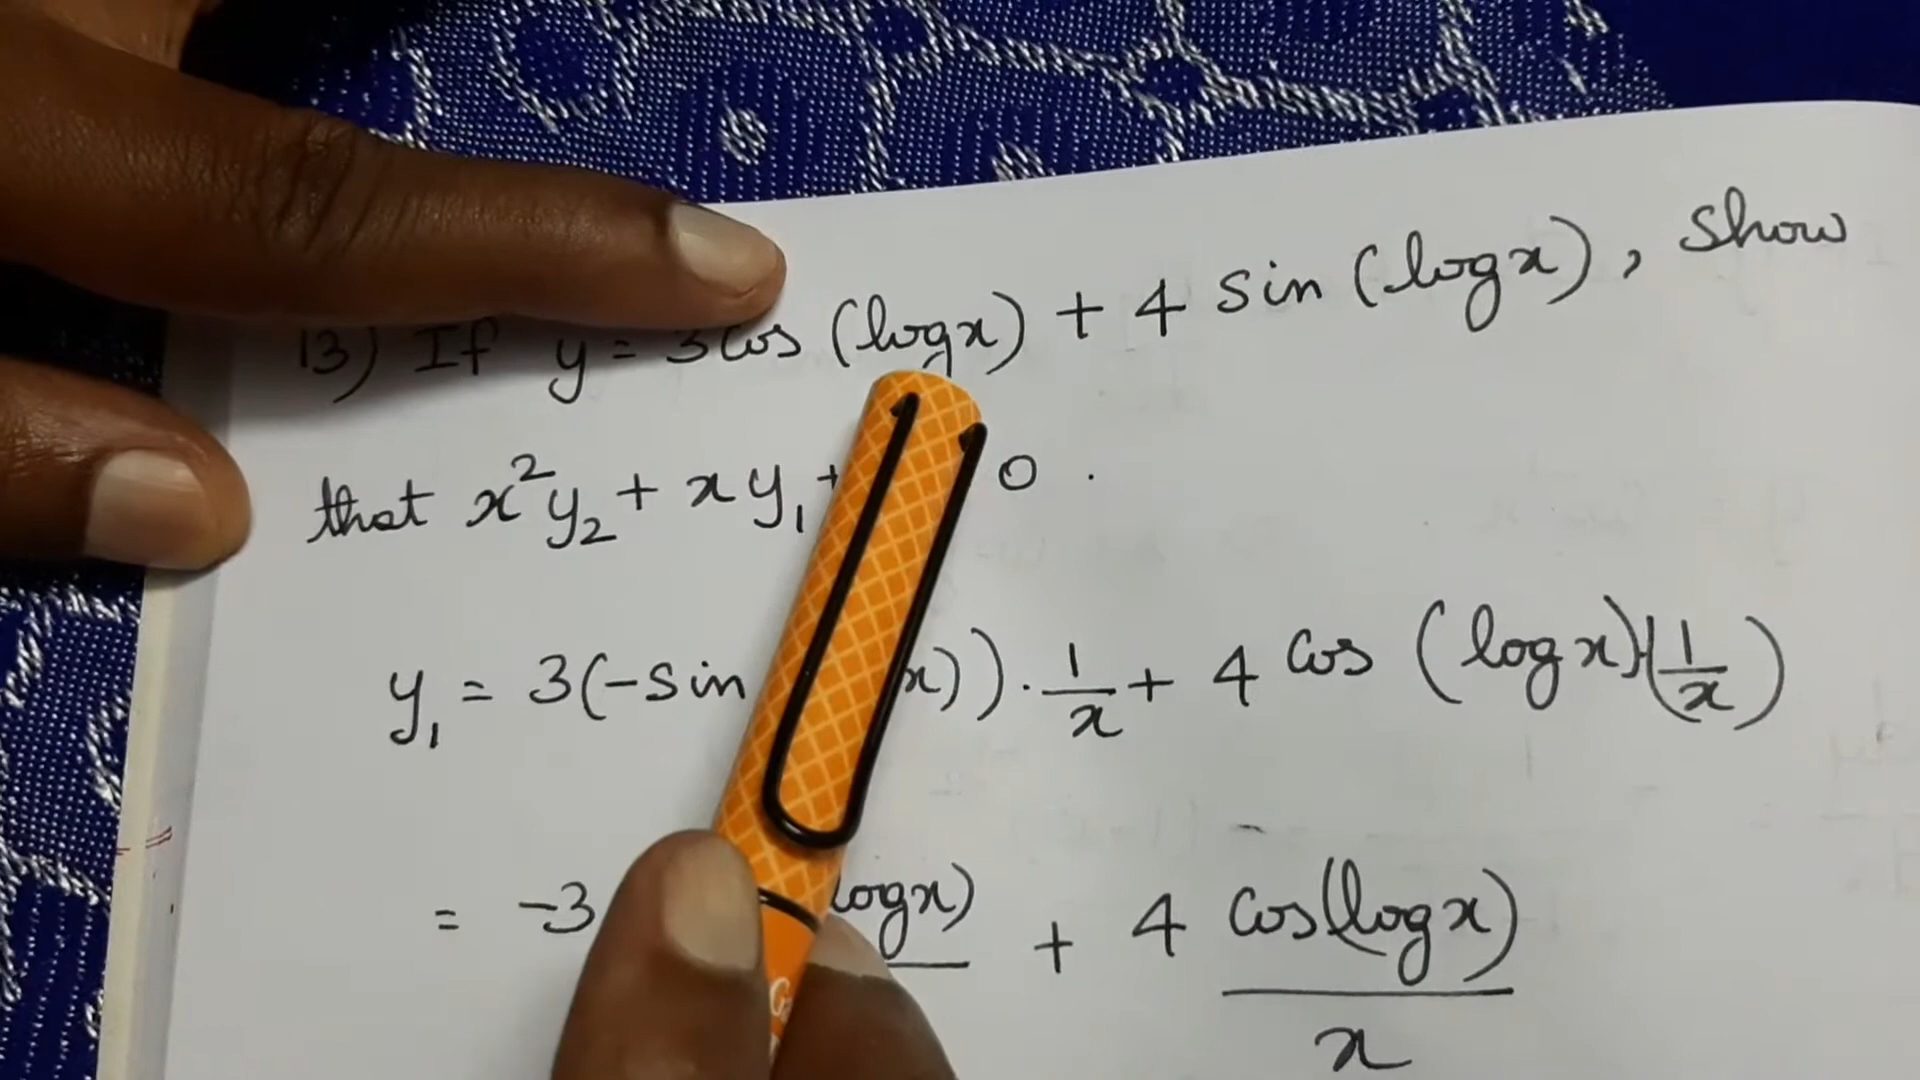 13) If y = 3cos (log x) + 4 sin (log x), show
that x²y₂ + x y₁ + 0 .
y₁ = 3(-sin x)) . 1/x + 4 cos (log x)(1/x)
= -3 log x) + 4 cos(log x)/x